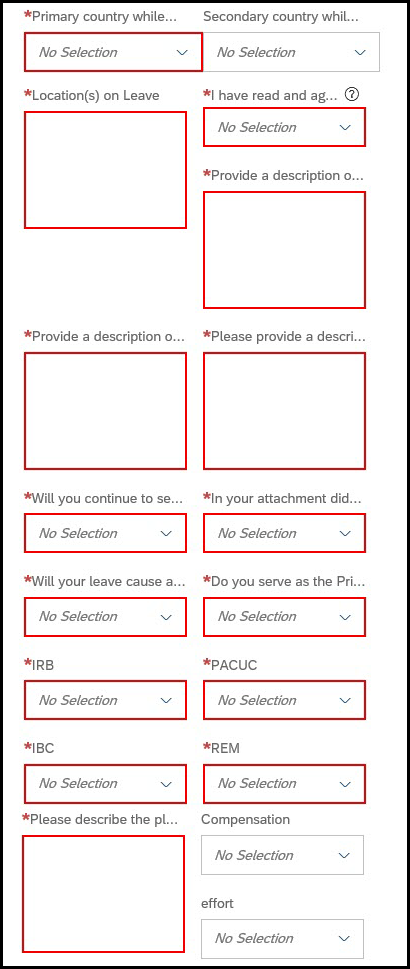 *Primary country while... Secondary country whil...
No Selection No Selection
*Location(s) on Leave *I have read and ag... ?
No Selection
*Provide a description o...
*Provide a description o... *Please provide a descri...
*Will you continue to se... *In your attachment did...
No Selection No Selection
*Will your leave cause a... *Do you serve as the Pri...
No Selection No Selection
*IRB *PACUC
No Selection No Selection
*IBC *REM
No Selection No Selection
*Please describe the pl... Compensation
No Selection
effort
No Selection